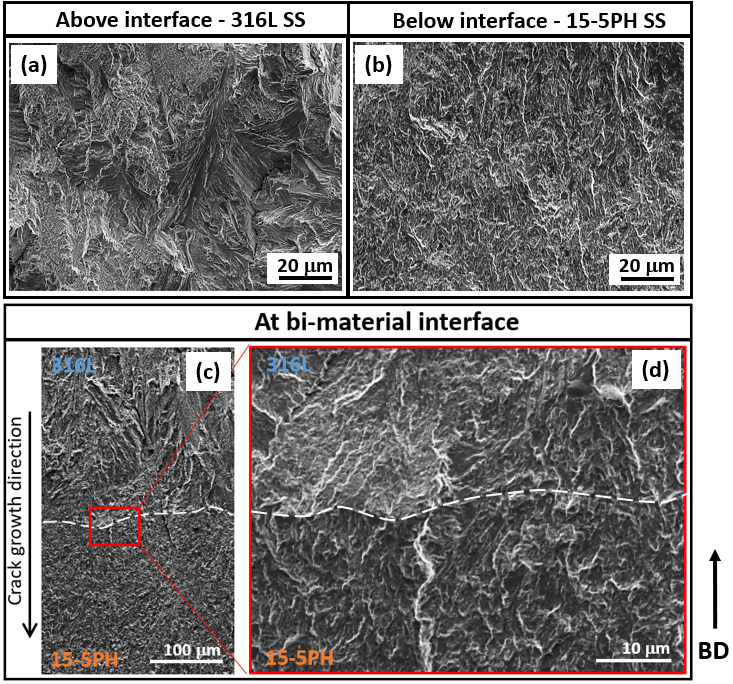 Above interface - 316L SS
Below interface - 15-5PH SS
(a)
(b)
20 μm
20 μm
At bi-material interface
316L
(c)
316L
(d)
Crack growth direction
15-5PH
100 μm
15-5PH
10 μm
BD